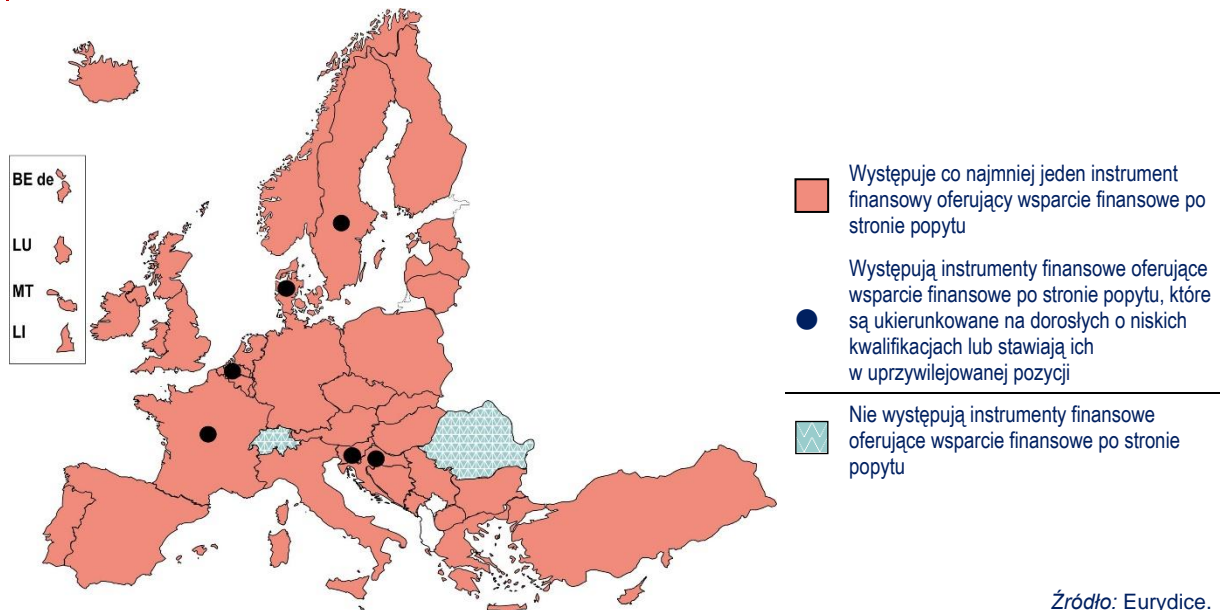 BE de
LU
MT
LI
Występuje co najmniej jeden instrument
finansowy oferujący wsparcie finansowe po
stronie popytu
Występują instrumenty finansowe oferujące
wsparcie finansowe po stronie popytu, które
są ukierunkowane na dorosłych o niskich
kwalifikacjach lub stawiają ich
w uprzywilejowanej pozycji
Nie występują instrumenty finansowe
oferujące wsparcie finansowe po stronie
popytu
Źródło: Eurydice.